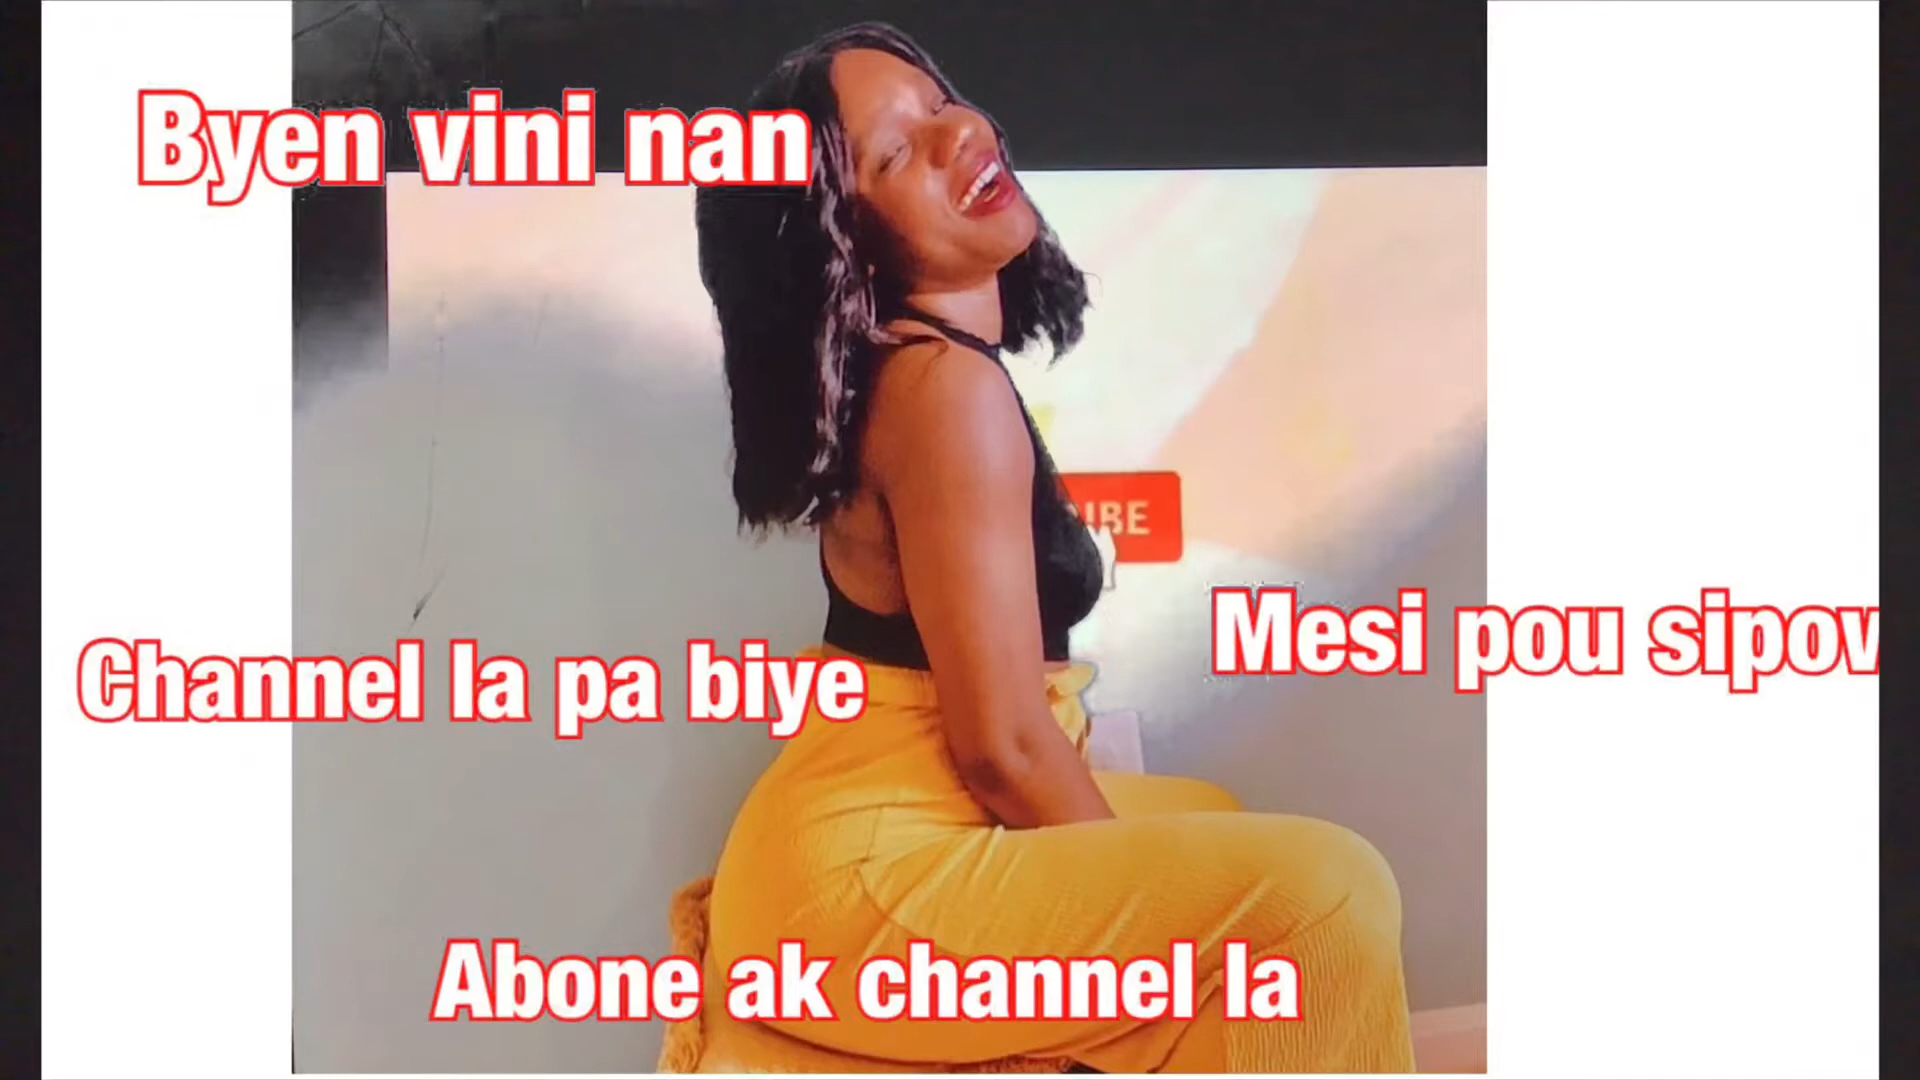 Byen vini nan
Mesi pou sipov
Channel la pa biye
Abone ak channel la